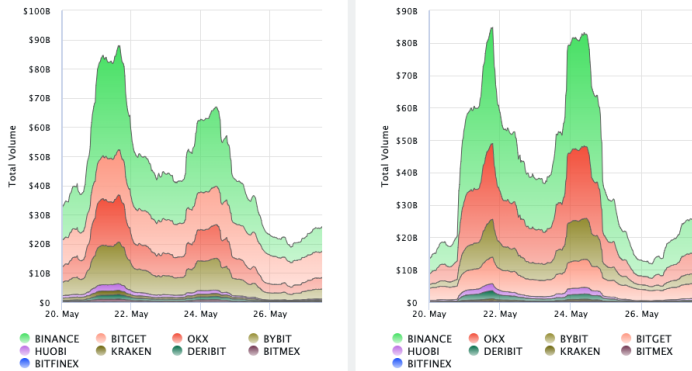 $100B
$90B
$80B
$70B
$60B
$50B
$40B
$30B
$20B
$10B
$0
Total Volume
20. May 22. May 24. May 26. May
BINANCE BITGET OKX BYBIT
HUOBI KRAKEN DERIBIT BITMEX
BITFINEX
$90B
$80B
$70B
$60B
$50B
$40B
$30B
$20B
$10B
$0
Total Volume
20. May 22. May 24. May 26. May
BINANCE OKX BYBIT BITGET
HUOBI DERIBIT KRAKEN BITMEX
BITFINEX